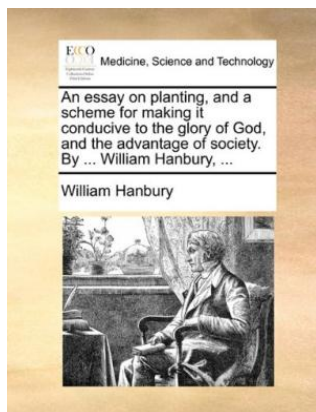 ECCO
Medicine, Science and Technology
An essay on planting, and a
scheme for making it
conducive to the glory of God,
and the advantage of society.
By ... William Hanbury, ...
William Hanbury